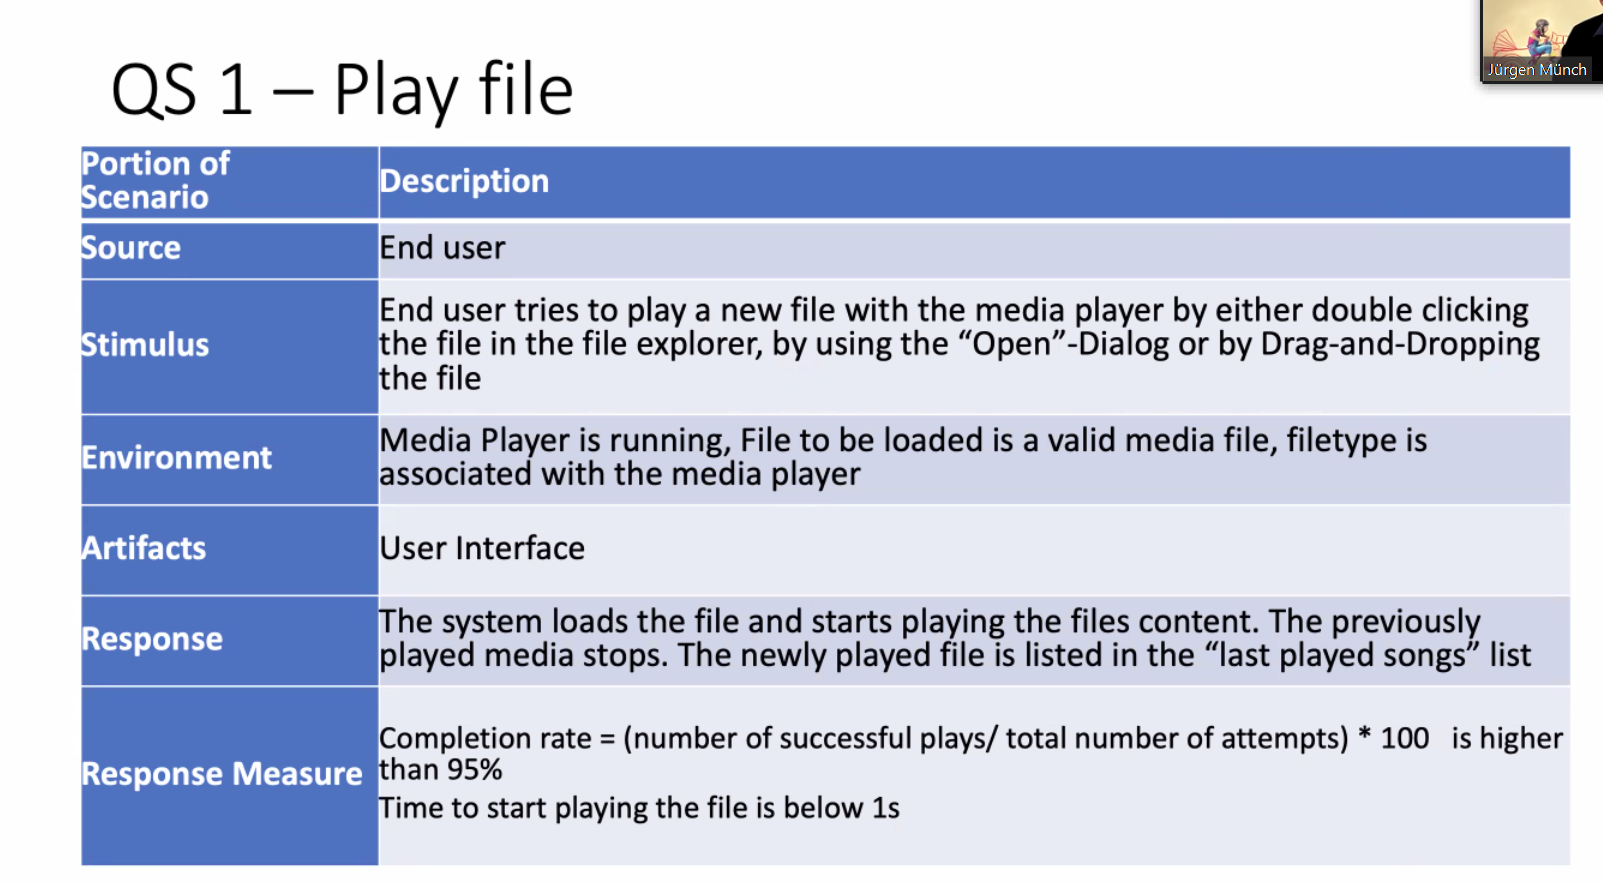 Jürgen Münch
QS 1 – Play file
Portion of
Scenario
Description
Source
End user
Stimulus
End user tries to play a new file with the media player by either double clicking
the file in the file explorer, by using the “Open”-Dialog or by Drag-and-Dropping
the file
Environment
Media Player is running, File to be loaded is a valid media file, filetype is
associated with the media player
Artifacts
User Interface
Response
The system loads the file and starts playing the files content. The previously
played media stops. The newly played file is listed in the “last played songs” list
Response Measure
Completion rate = (number of successful plays/ total number of attempts) * 100 is higher
than 95%
Time to start playing the file is below 1s